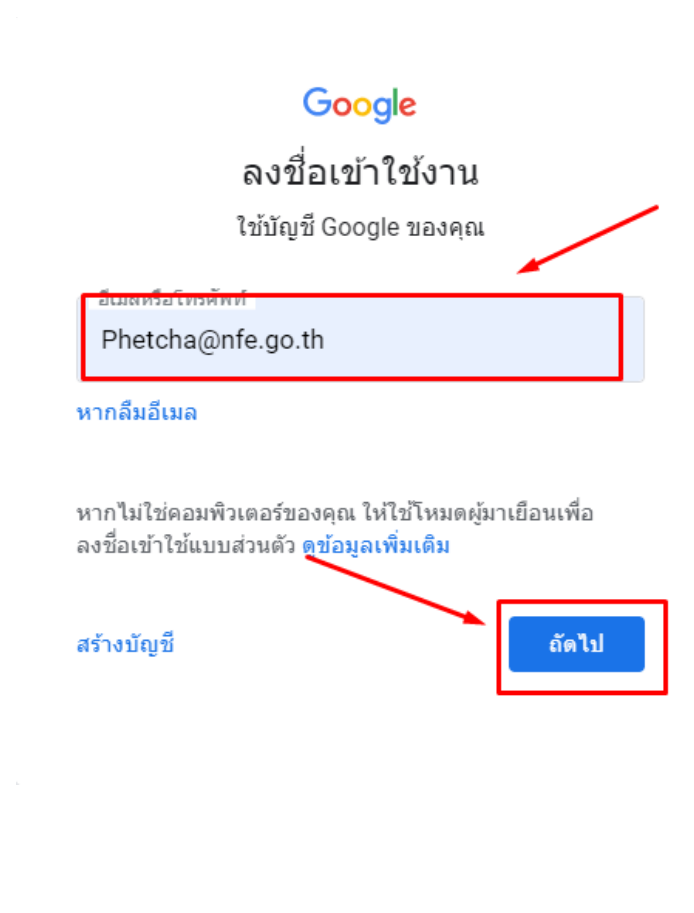 Google
ลงชื่อเข้าใช้งาน
ใช้บัญชี Google ของคุณ
อีเมลหรือโทรศัพท์
Phetcha@nfe.go.th
หากลืมอีเมล
หากไม่ใช่คอมพิวเตอร์ของคุณ ให้ใช้โหมดผู้มาเยือนเพื่อ
ลงชื่อเข้าใช้แบบส่วนตัว ดูข้อมูลเพิ่มเติม
สร้างบัญชี
ถัดไป